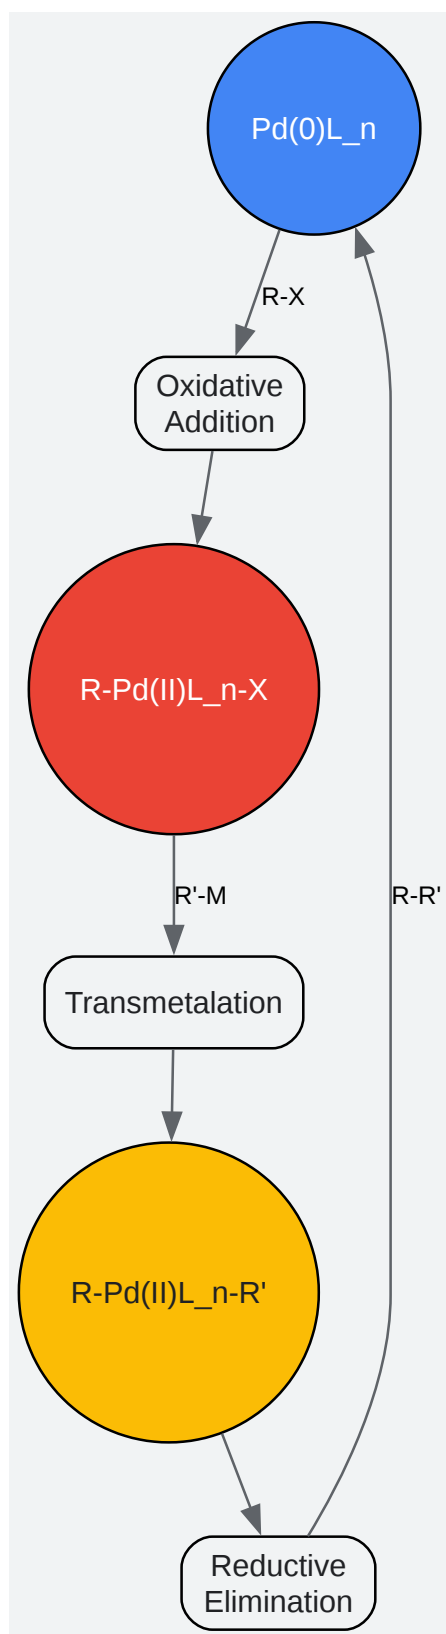 Pd(0)L_n
R-X
Oxidative
Addition
R-Pd(II)L_n-X
R'-M
R-R'
Transmetalation
R-Pd(II)L_n-R'
Reductive
Elimination